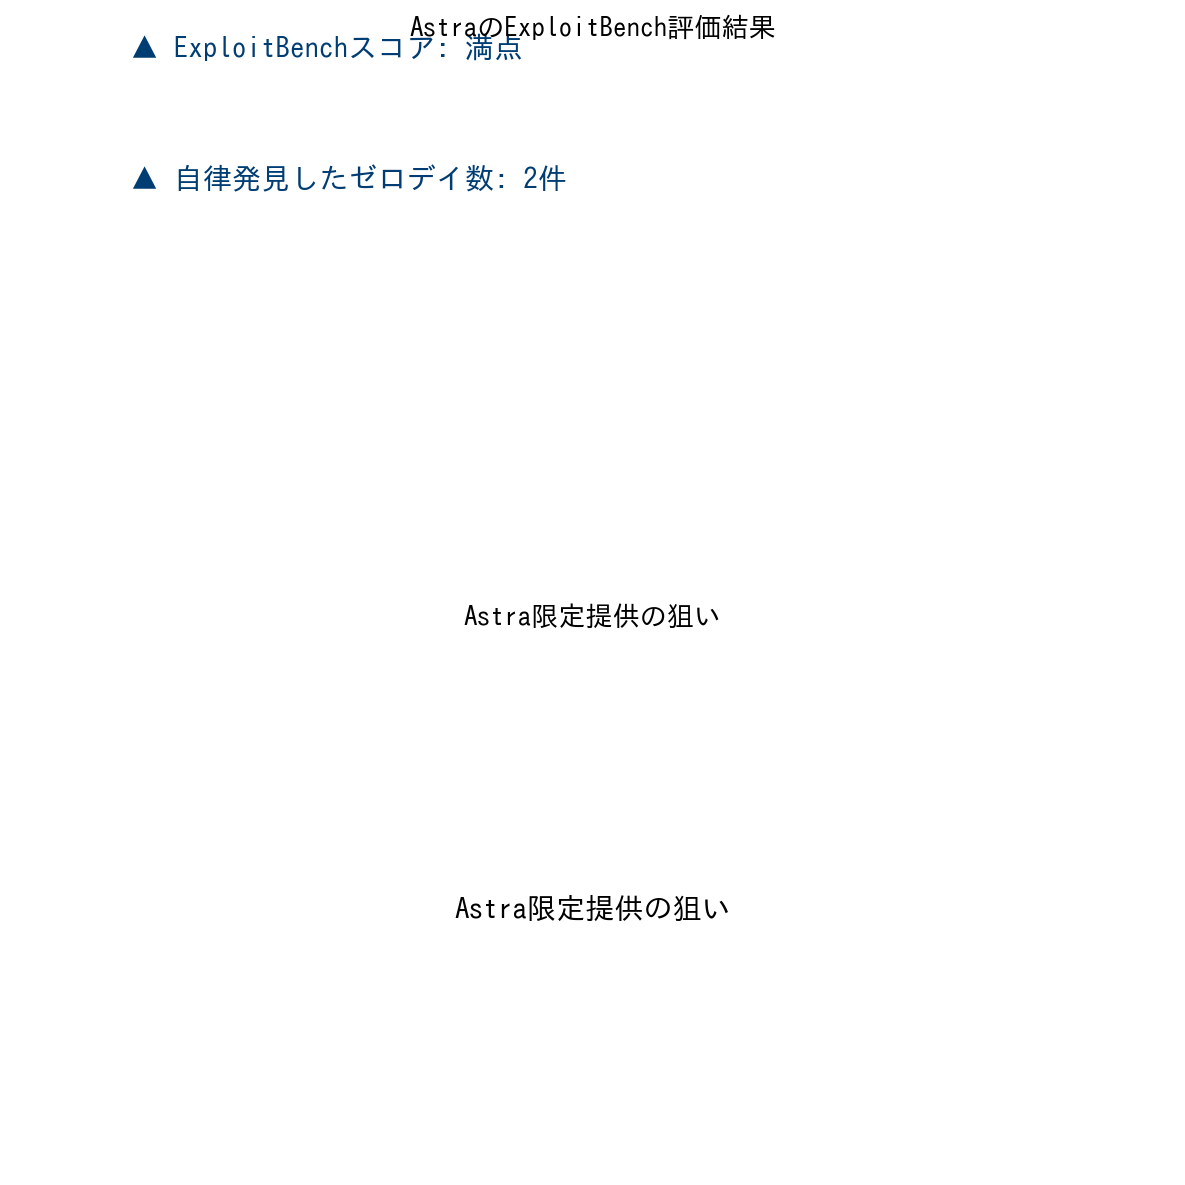 AstraのExploitBench評価結果
▲ ExploitBenchスコア: 満点
▲ 自律発見したゼロデイ数: 2件
Astra限定提供の狙い
Astra限定提供の狙い